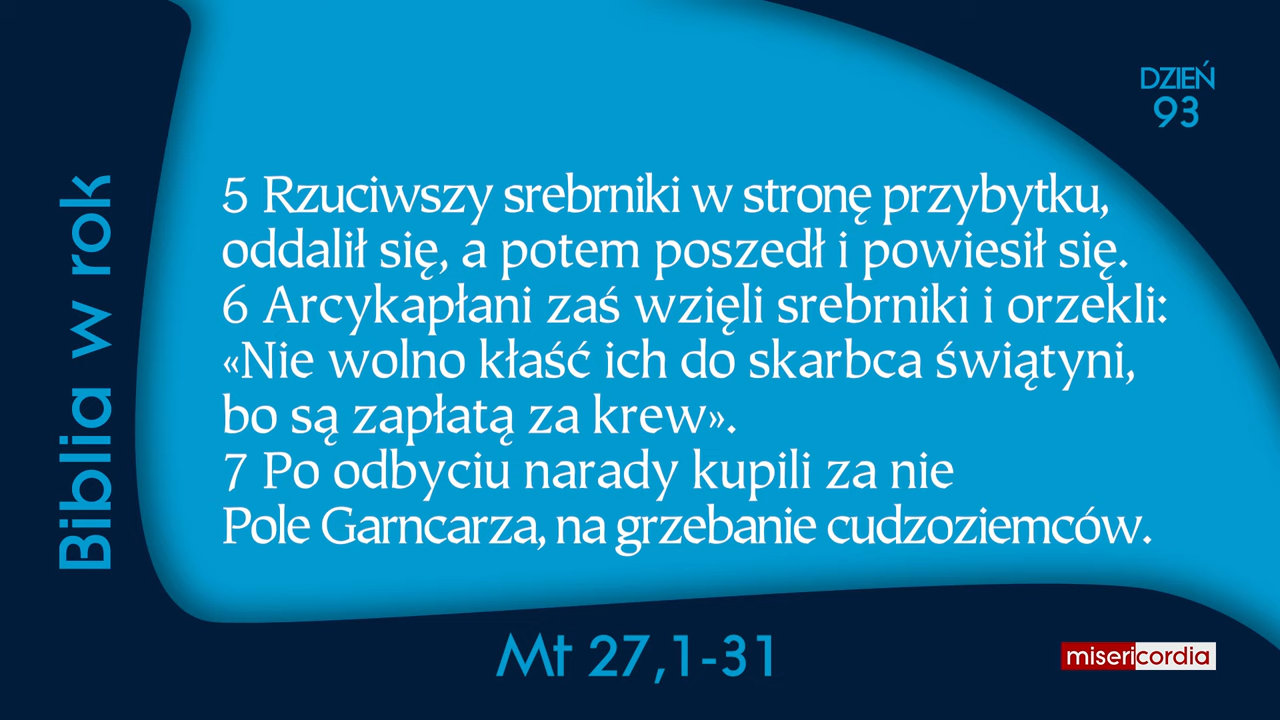 DZIEŃ
93
Biblia w rok
5 Rzuciwszy srebrniki w stronę przybytku,
oddalił się, a potem poszedł i powiesił się.
6 Arcykapłani zaś wzięli srebrniki i orzekli:
«Nie wolno kłaść ich do skarbca świątyni,
bo są zapłatą za krew».
7 Po odbyciu narady kupili za nie
Pole Garncarza, na grzebanie cudzoziemców.
Mt 27,1-31
misericordia